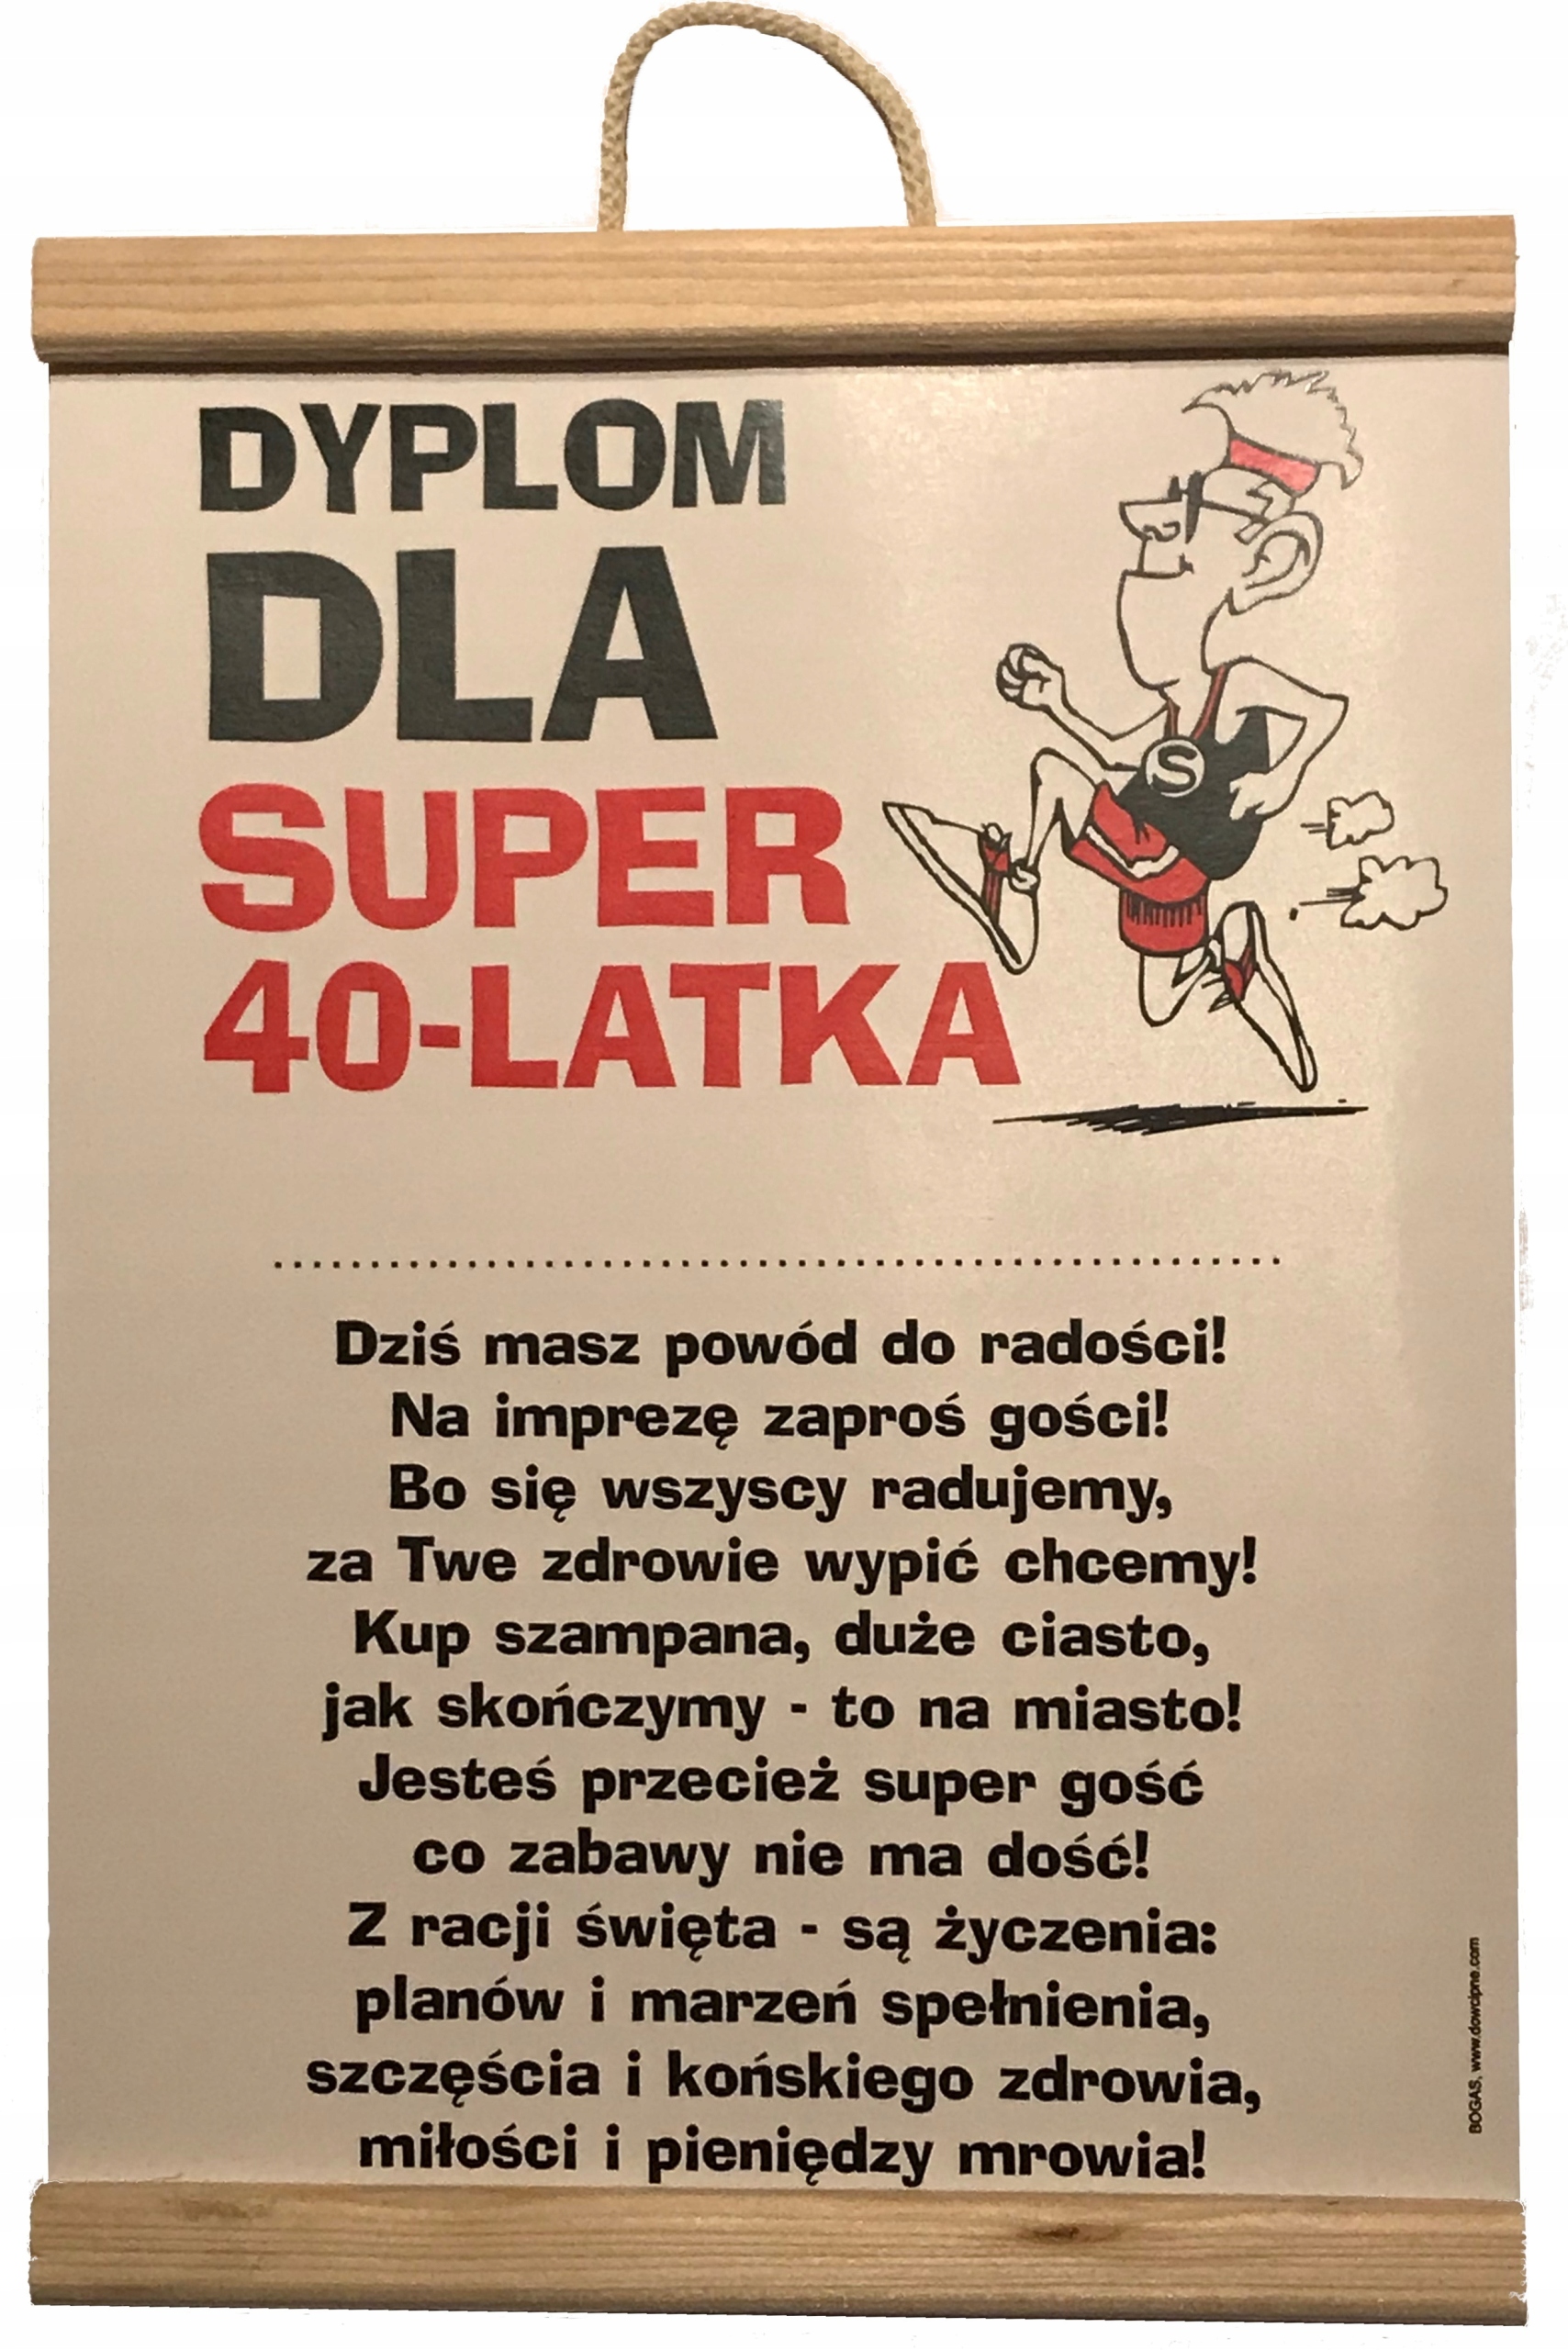 DYPLOM
DLA
SUPER
40-LATKA
S
Dziś masz powód do radości!
Na imprezę zaproś gości!
Bo się wszyscy radujemy,
za Twe zdrowie wypić chcemy!
Kup szampana, duże ciasto,
jak skończymy - to na miasto!
Jesteś przecież super gość
co zabawy nie ma dość!
Z racji święta - są życzenia:
planów i marzeń spełnienia,
szczęścia i końskiego zdrowia,
miłości i pieniędzy mrowia!
BOGAS, www.dowcipne.com